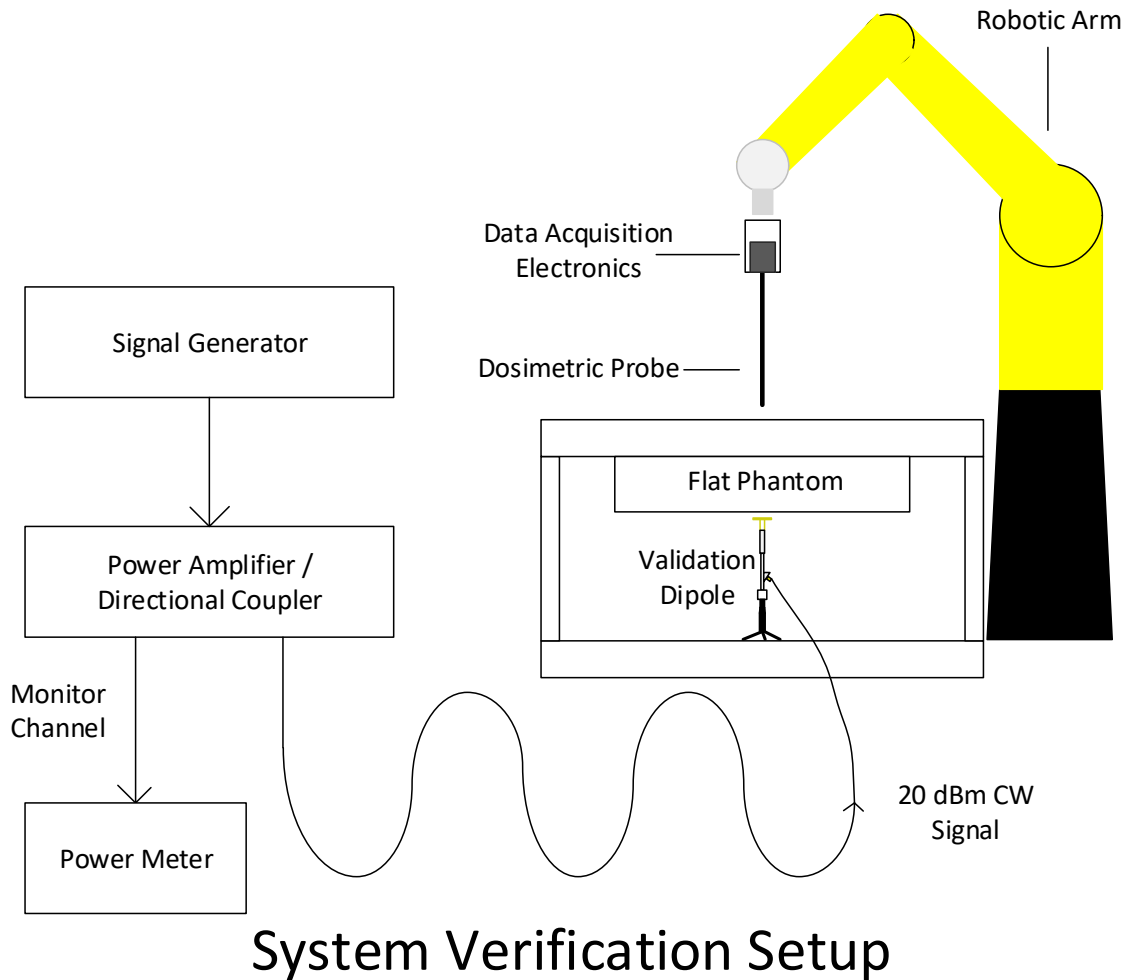 Robotic Arm
Data Acquisition
Electronics
Signal Generator
Dosimetric Probe
Flat Phantom
Power Amplifier /
Directional Coupler
Validation
Dipole
Monitor
Channel
20 dBm CW
Signal
Power Meter
System Verification Setup